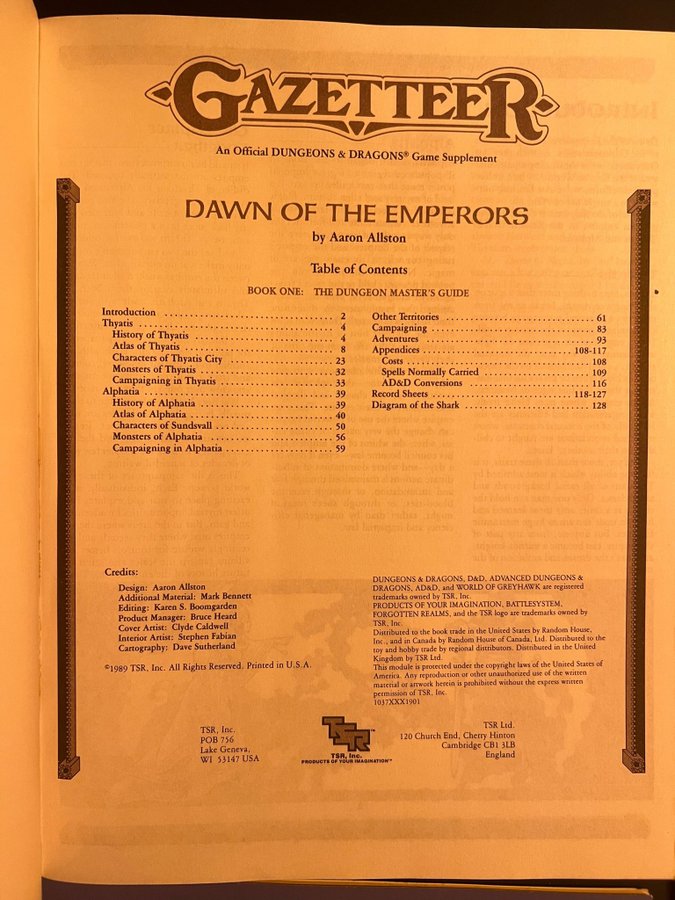 GAZETTEER
An Official DUNGEONS & DRAGONS® Game Supplement
DAWN OF THE EMPERORS
by Aaron Allston
Table of Contents
BOOK ONE: THE DUNGEON MASTER'S GUIDE
Introduction 2
Thyatis 4
History of Thyatis 4
Atlas of Thyatis 8
Characters of Thyatis City 23
Monsters of Thyatis 32
Campaigning in Thyatis 33
Alphatia 39
History of Alphatia 39
Atlas of Alphatia 40
Characters of Sundsvall 50
Monsters of Alphatia 56
Campaigning in Alphatia 59
Other Territories 61
Campaigning 83
Adventures 93
Appendices 108-117
Costs 108
Spells Normally Carried 109
AD&D Conversions 116
Record Sheets 118-127
Diagram of the Shark 128
Credits:
Design: Aaron Allston
Additional Material: Mark Bennett
Editing: Karen S. Boomgarden
Product Manager: Bruce Heard
Cover Artist: Clyde Caldwell
Interior Artist: Stephen Fabian
Cartography: Dave Sutherland
©1989 TSR, Inc. All Rights Reserved. Printed in U.S.A.
DUNGEONS & DRAGONS, D&D, ADVANCED DUNGEONS &
DRAGONS, AD&D, and WORLD OF GREYHAWK are registered
trademarks owned by TSR, Inc.
PRODUCTS OF YOUR IMAGINATION, BATTLESYSTEM,
FORGOTTEN REALMS, and the TSR logo are trademarks owned by
TSR, Inc.
Distributed to the book trade in the United States by Random House,
Inc., and in Canada by Random House of Canada, Ltd. Distributed to the
toy and hobby trade by regional distributors. Distributed in the United
Kingdom by TSR Ltd.
This module is protected under the copyright laws of the United States of
America. Any reproduction or other unauthorized use of the written
material or artwork herein is prohibited without the express written
permission of TSR, Inc.
1037XXX1901
TSR, Inc.
POB 756
Lake Geneva,
WI 53147 USA
TSR™
TSR, Inc.
PRODUCTS OF YOUR IMAGINATION™
TSR Ltd.
120 Church End, Cherry Hinton
Cambridge CB1 3LB
England